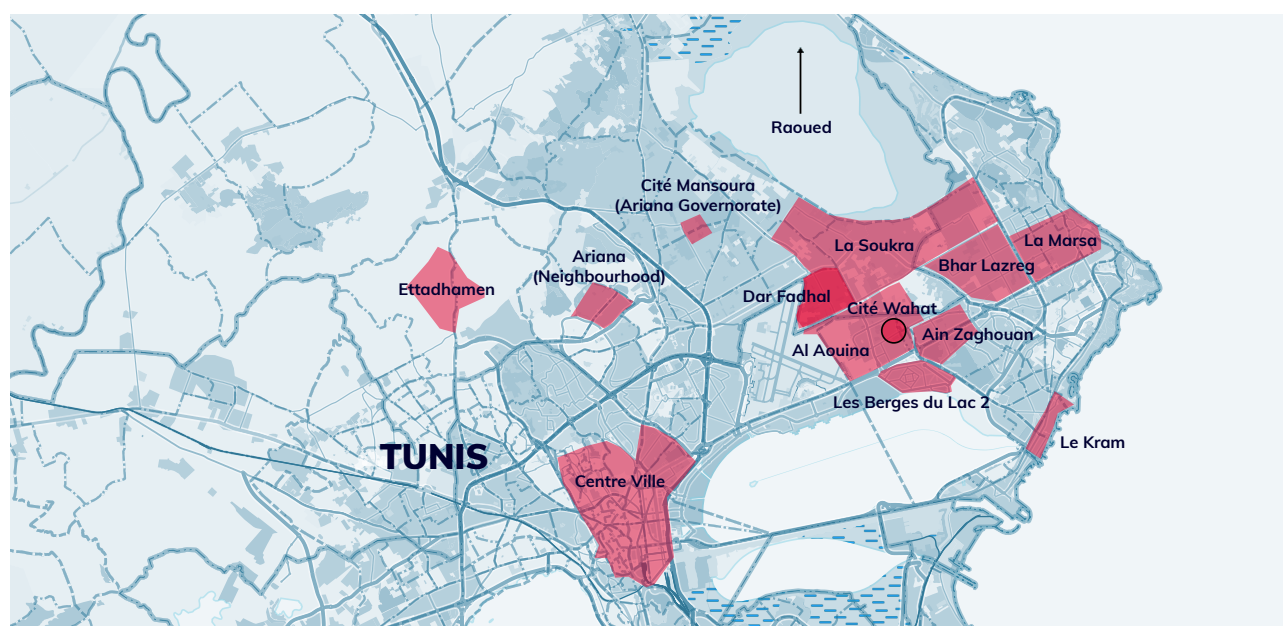 Raoued
Cité Mansoura
(Ariana Governorate)
La Soukra
La Marsa
Ariana
(Neighbourhood)
Bhar Lazreg
Ettadhamen
Dar Fadhal
Cité Wahat
Ain Zaghouan
Al Aouina
Les Berges du Lac 2
Le Kram
TUNIS
Centre Ville